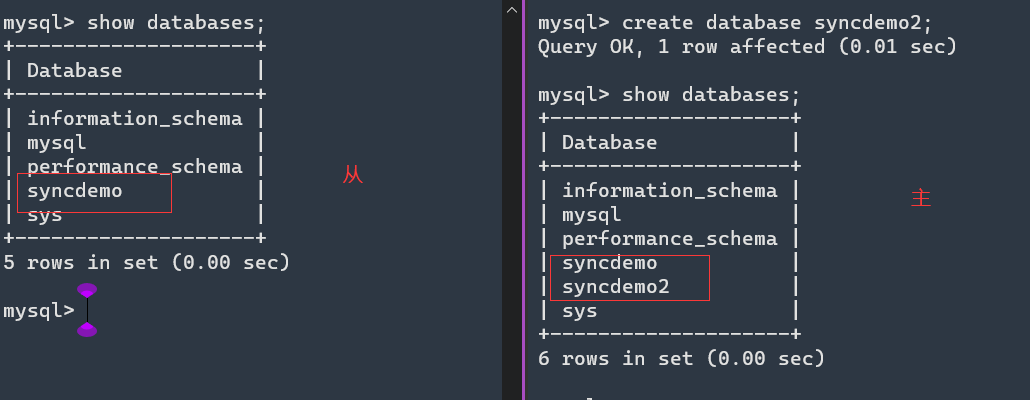 mysql> show databases;
+--------------------+
| Database           |
+--------------------+
| information_schema |
| mysql              |
| performance_schema |
| syncdemo           |
| sys                |
+--------------------+
5 rows in set (0.00 sec)
mysql>
从
mysql> create database syncdemo2;
Query OK, 1 row affected (0.01 sec)
mysql> show databases;
+--------------------+
| Database           |
+--------------------+
| information_schema |
| mysql              |
| performance_schema |
| syncdemo           |
| syncdemo2          |
| sys                |
+--------------------+
6 rows in set (0.00 sec)
主